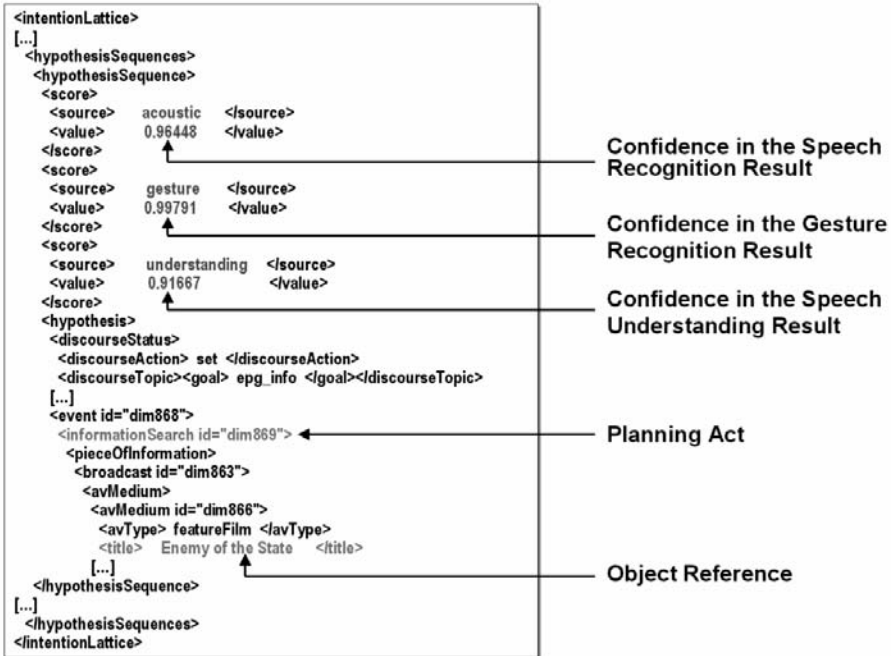 <intentionLattice>
[...]
<hypothesisSequences>
<hypothesisSequence>
<score>
<source> acoustic </source>
<value> 0.96448 </value>
</score>
<score>
<source> gesture </source>
<value> 0.99791 </value>
</score>
<score>
<source> understanding </source>
<value> 0.91667 </value>
</score>
<hypothesis>
<discourseStatus>
<discourseAction> set </discourseAction>
<discourseTopic><goal> epg_info </goal></discourseTopic>
[...]
<event id="dim868">
<informationSearch id="dim869">
<pieceOfInformation>
<broadcast id="dim863">
<avMedium>
<avMedium id="dim866">
<avType> featureFilm </avType>
<title> Enemy of the State </title>
[...]
</hypothesisSequence>
[...]
</hypothesisSequences>
</intentionLattice>
Confidence in the Speech
Recognition Result
Confidence in the Gesture
Recognition Result
Confidence in the Speech
Understanding Result
Planning Act
Object Reference